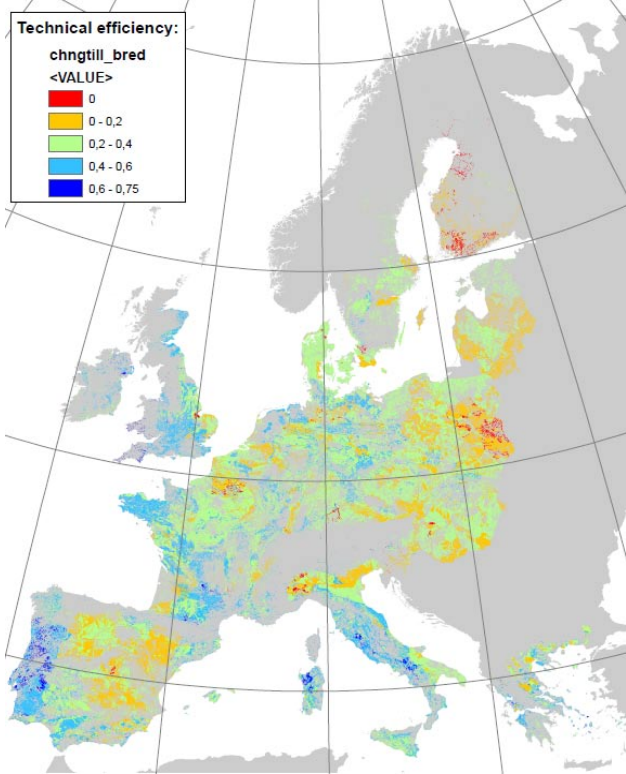 Technical efficiency:
chngtill_bred
<VALUE>
0
0 - 0,2
0,2 - 0,4
0,4 - 0,6
0,6 - 0,75